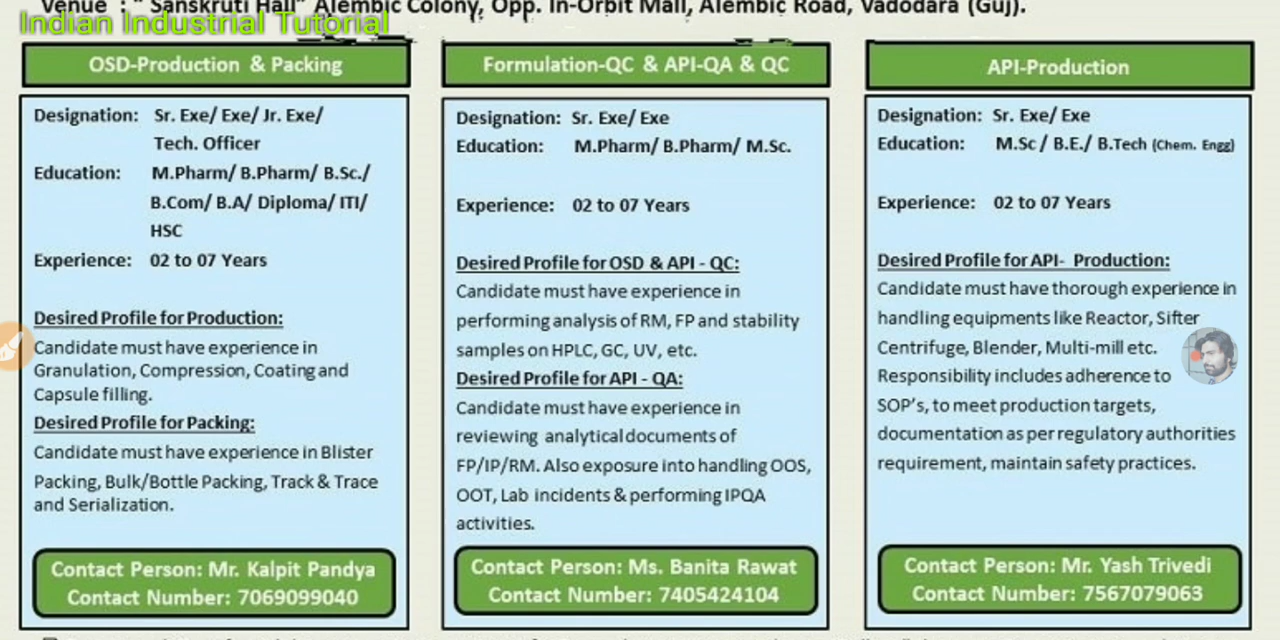 Venue : " Sanskruti Hall" Alembic Colony, Opp. In-Orbit Mall, Alembic Road, Vadodara (Guj).
Indian Industrial Tutorial
OSD-Production & Packing
Designation: Sr. Exe/ Exe/ Jr. Exe/
Tech. Officer
Education: M.Pharm/ B.Pharm/ B.Sc./
B.Com/ B.A/ Diploma/ ITI/
HSC
Experience: 02 to 07 Years
Desired Profile for Production:
Candidate must have experience in
Granulation, Compression, Coating and
Capsule filling.
Desired Profile for Packing:
Candidate must have experience in Blister
Packing, Bulk/Bottle Packing, Track & Trace
and Serialization.
Contact Person: Mr. Kalpit Pandya
Contact Number: 7069099040
Formulation-QC & API-QA & QC
Designation: Sr. Exe/ Exe
Education: M.Pharm/ B.Pharm/ M.Sc.
Experience: 02 to 07 Years
Desired Profile for OSD & API - QC:
Candidate must have experience in
performing analysis of RM, FP and stability
samples on HPLC, GC, UV, etc.
Desired Profile for API - QA:
Candidate must have experience in
reviewing analytical documents of
FP/IP/RM. Also exposure into handling OOS,
OOT, Lab incidents & performing IPQA
activities.
Contact Person: Ms. Banita Rawat
Contact Number: 7405424104
API-Production
Designation: Sr. Exe/ Exe
Education: M.Sc / B.E./ B.Tech (Chem. Engg)
Experience: 02 to 07 Years
Desired Profile for API- Production:
Candidate must have thorough experience in
handling equipments like Reactor, Sifter
Centrifuge, Blender, Multi-mill etc.
Responsibility includes adherence to
SOP's, to meet production targets,
documentation as per regulatory authorities
requirement, maintain safety practices.
Contact Person: Mr. Yash Trivedi
Contact Number: 7567079063